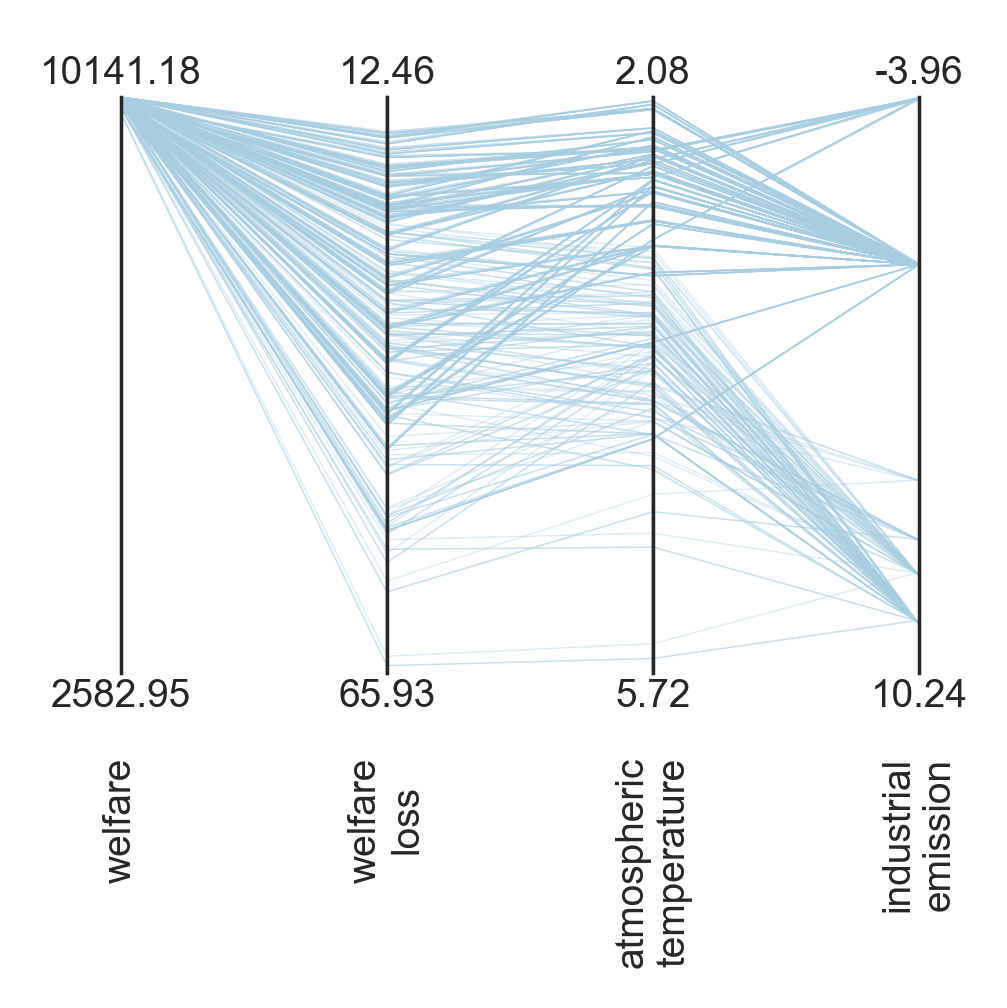 10141.18
12.46
2.08
-3.96
2582.95
65.93
5.72
10.24
welfare
welfare
loss
atmospheric
temperature
industrial
emission